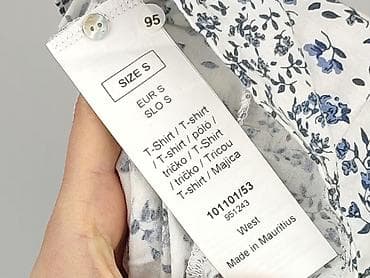 95
SIZE S
EUR S
SLO S
T-Shirt / T-shirt
/ T-shirt / pólo /
tričko / T-Shirt
/ tričko / Tricou /
T-shirt / Majica
101101/53
951243
West
Made in Mauritius